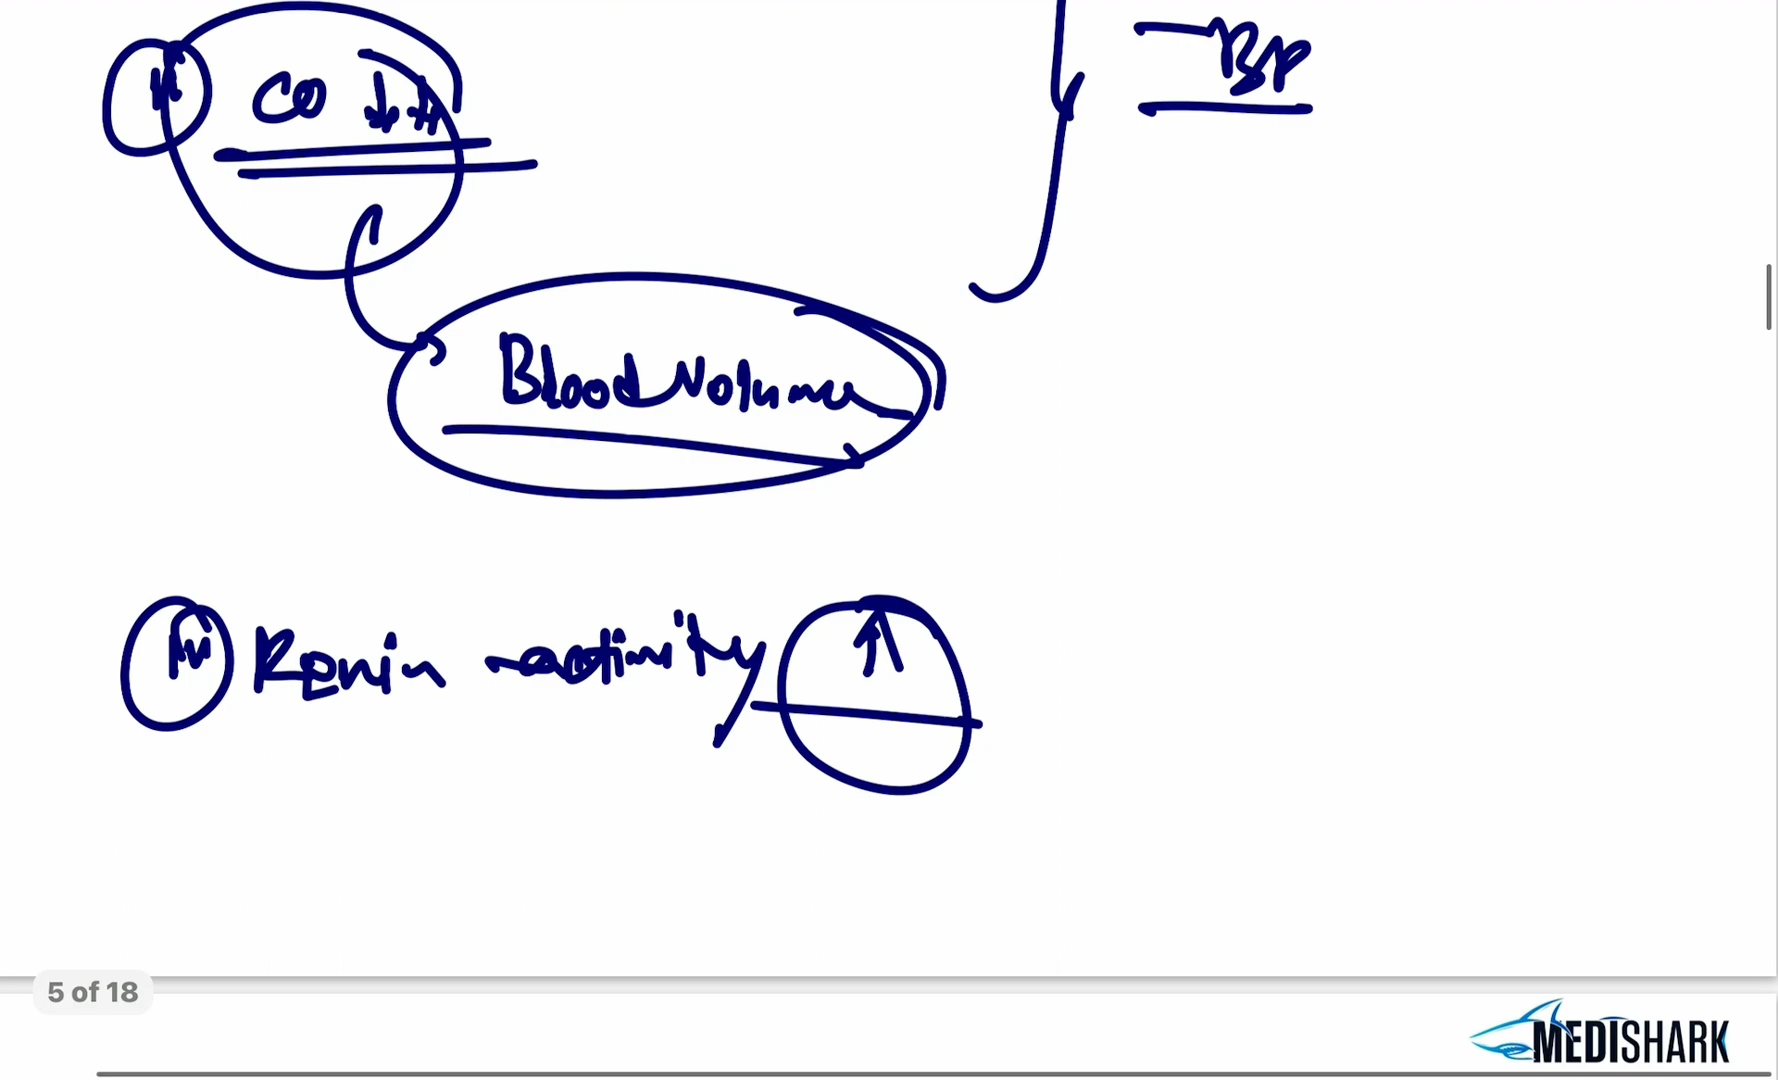 CO ↓↓
→BP
Blood Volume
Renin activity ↑
5 of 18
MEDISHARK